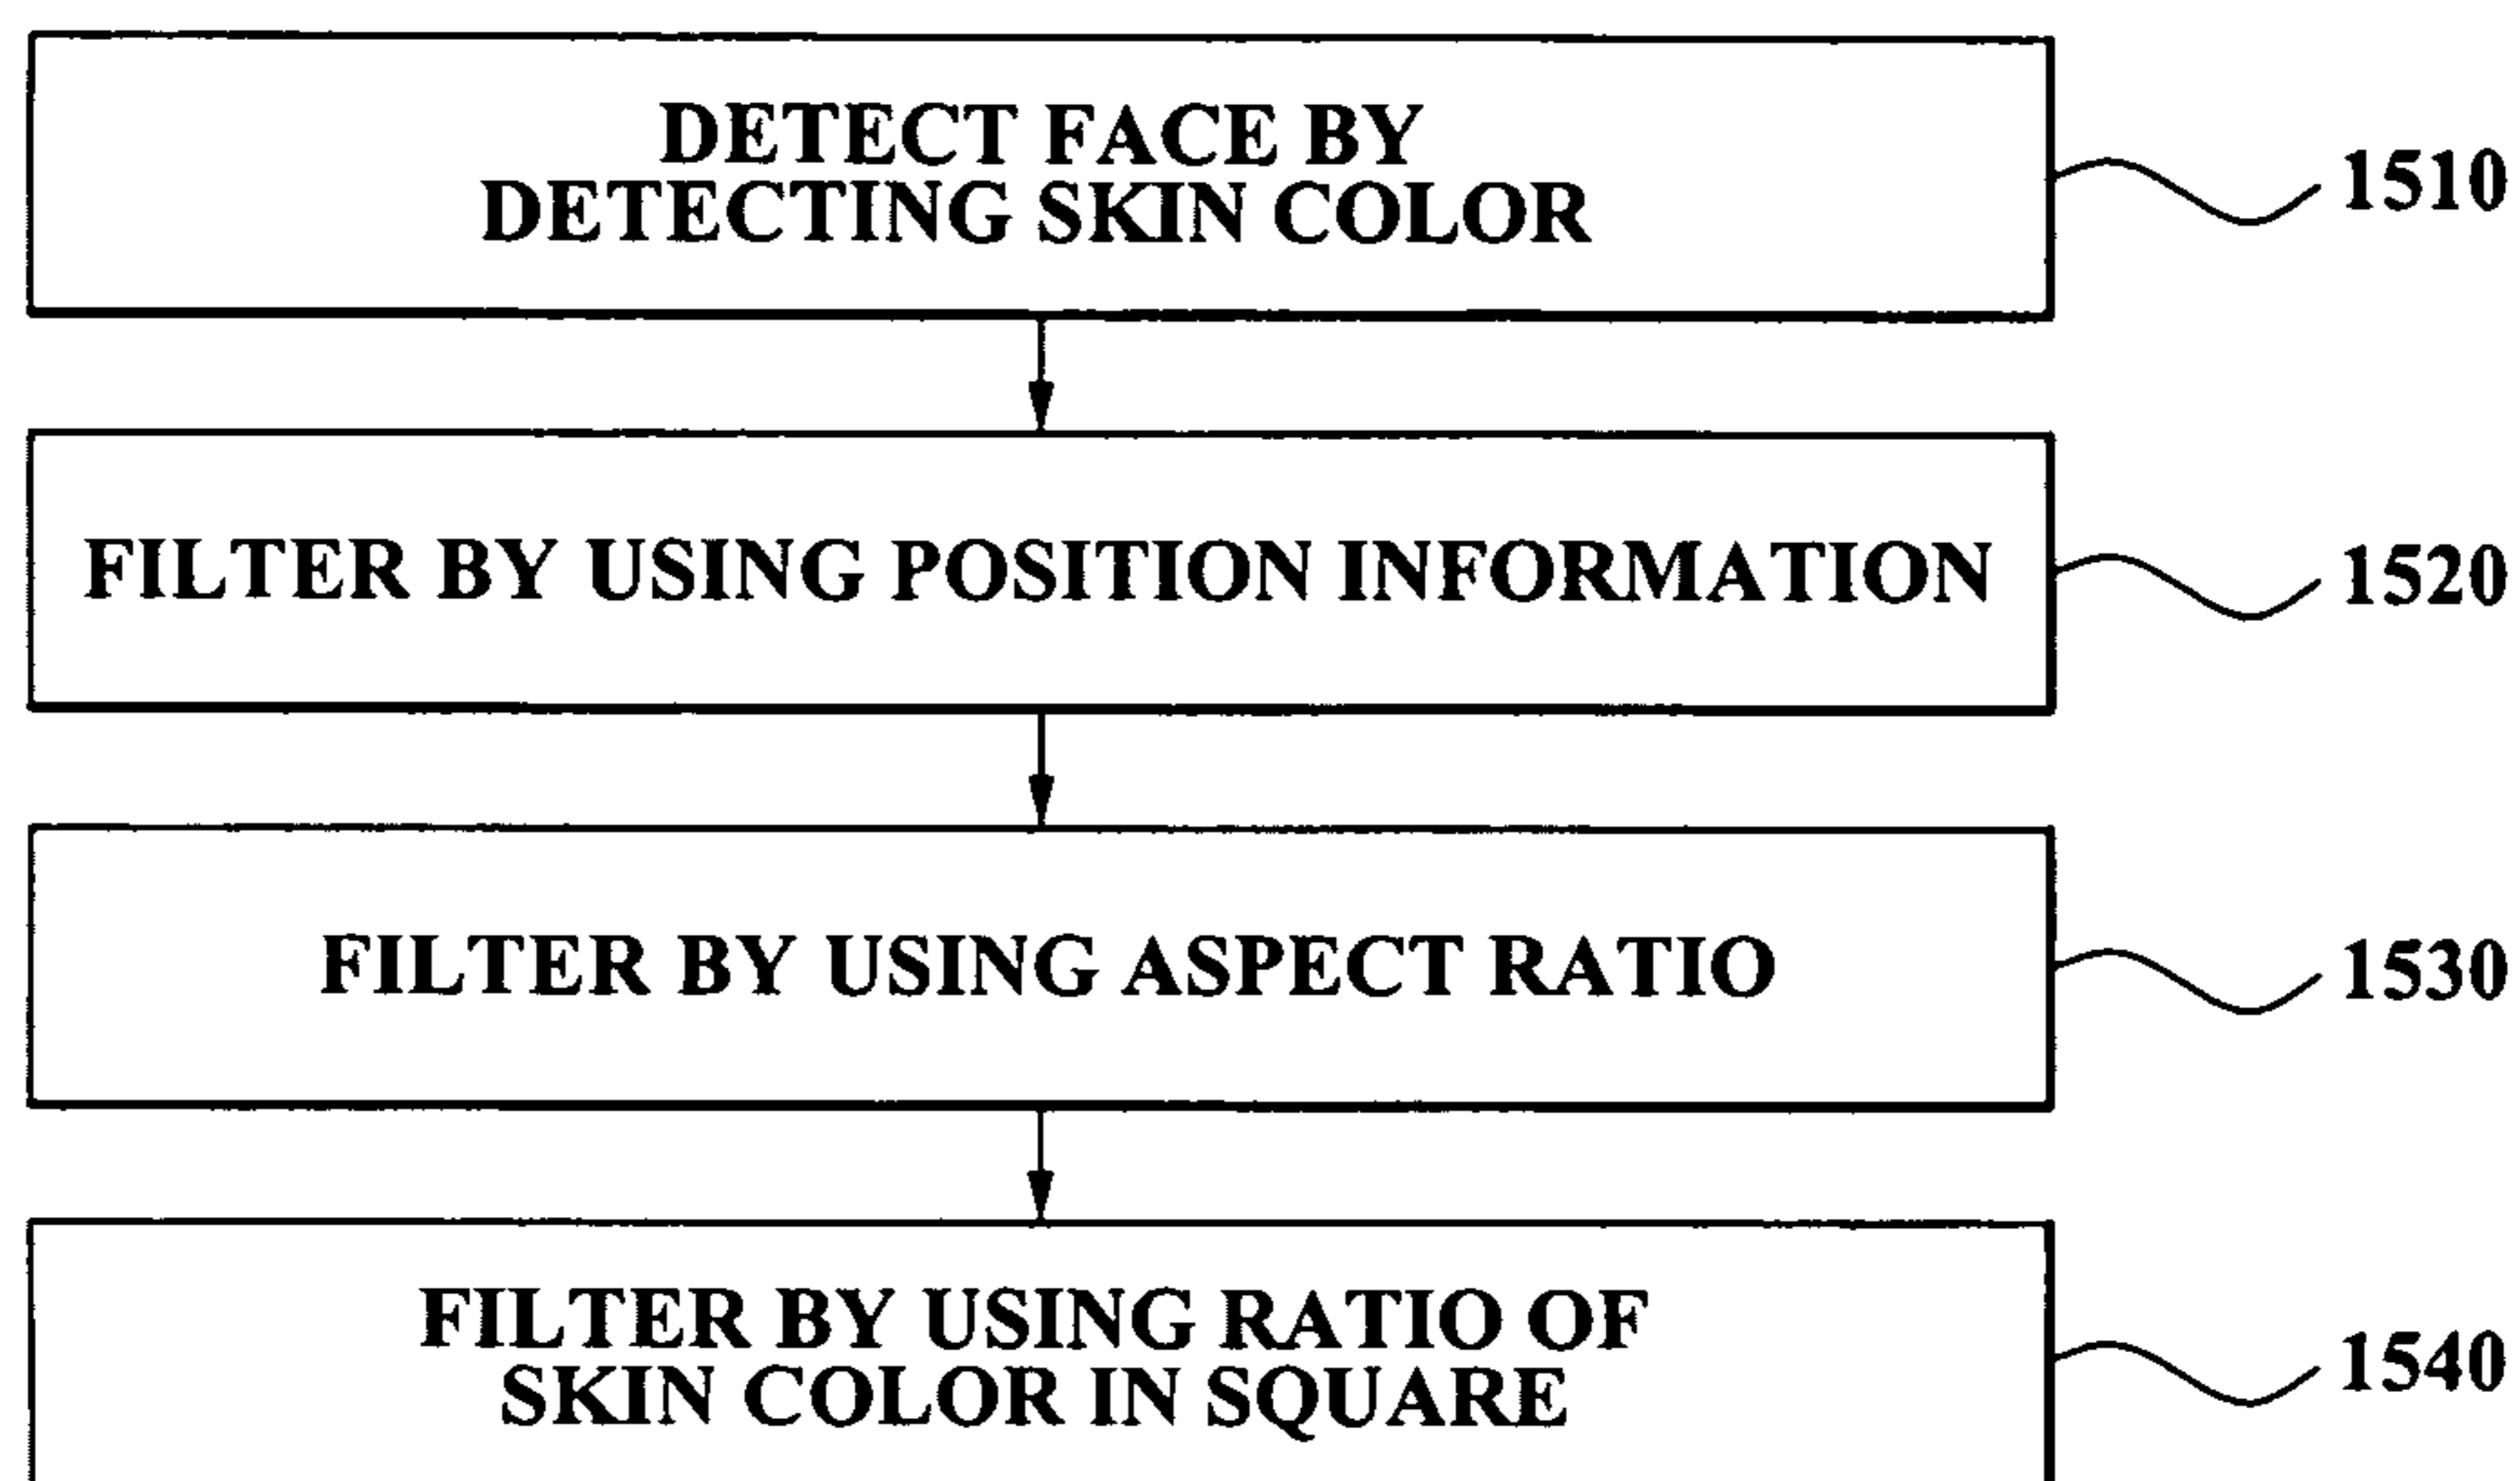 DETECT FACE BY
DETECTING SKIN COLOR
1510
FILTER BY USING POSITION INFORMATION
1520
FILTER BY USING ASPECT RATIO
1530
FILTER BY USING RATIO OF
SKIN COLOR IN SQUARE
1540